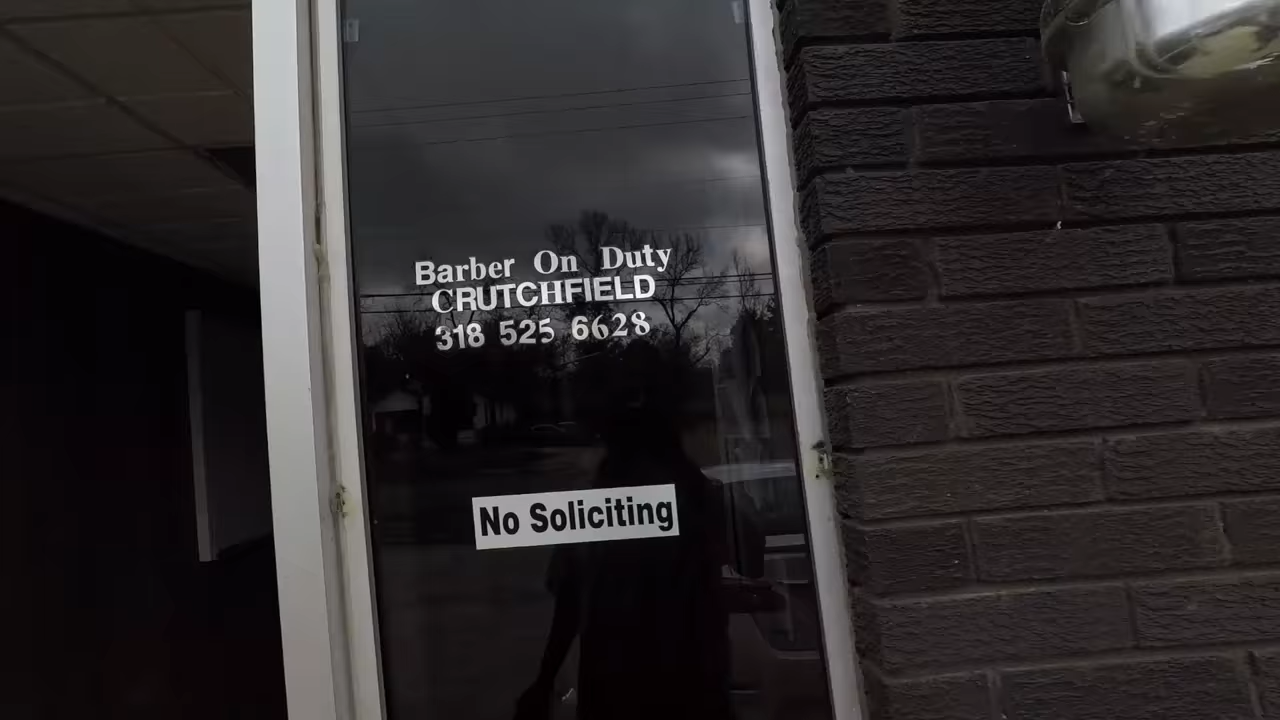 Barber On Duty
CRUTCHFIELD
318 525 6628
No Soliciting